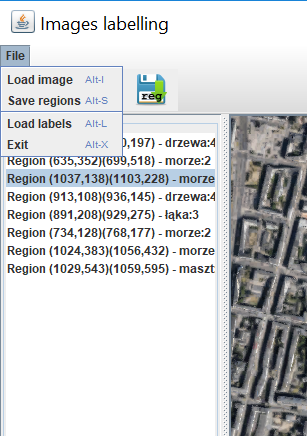 Images labelling
File
Load image Alt-I
Save regions Alt-S
Load labels Alt-L
Exit Alt-X
reg
0,197) - drzewa:4
Region (635,352)(699,518) - morze:2
Region (1037,138)(1103,228) - morze
Region (913,108)(936,145) - drzewa:4
Region (891,208)(929,275) - łąka:3
Region (734,128)(768,177) - morze:2
Region (1024,383)(1056,432) - morze
Region (1029,543)(1059,595) - maszt